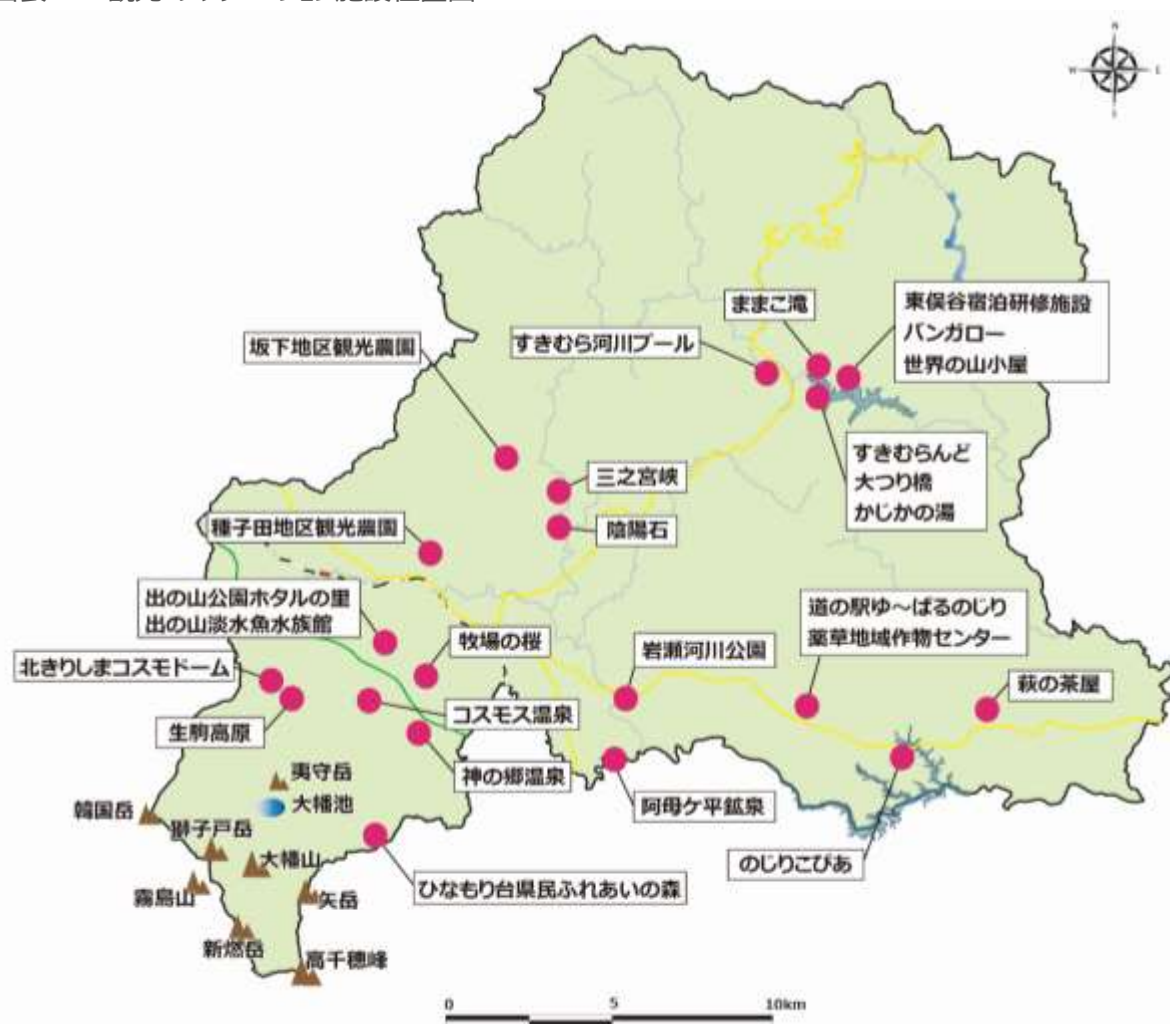 N
W
E
S
ままこ滝
東俣谷宿泊研修施設
バンガロー
世界の山小屋
すきむら河川プール
坂下地区観光農園
すきむらんど
大つり橋
かじかの湯
三之宮峡
陰陽石
種子田地区観光農園
出の山公園ホタルの里
出の山淡水魚水族館
道の駅ゆ～ぱるのじり
薬草地域作物センター
牧場の桜
岩瀬河川公園
北きりしまコスモドーム
萩の茶屋
コスモス温泉
生駒高原
神の郷温泉
夷守岳
阿母ケ平鉱泉
大幡池
韓国岳
獅子戸岳
大幡山
のじりこぴあ
ひなもり台県民ふれあいの森
霧島山
矢岳
新燃岳
高千穂峰
0
5
10km